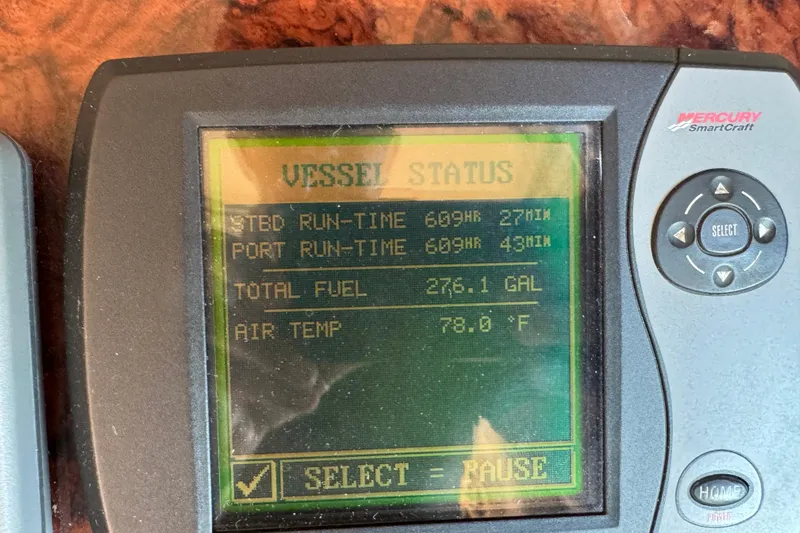 MERCURY
SmartCraft
VESSEL STATUS
STBD RUN-TIME 609HR 27MIN
PORT RUN-TIME 609HR 43MIN
TOTAL FUEL 276.1 GAL
AIR TEMP 78.0 °F
SELECT = PAUSE
SELECT
HOME
POWER